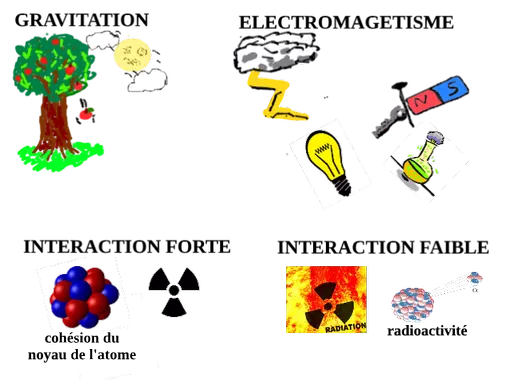 GRAVITATION
ELECTROMAGETISME
N S
INTERACTION FORTE
INTERACTION FAIBLE
RADIATION
α
cohésion du
noyau de l'atome
radioactivité